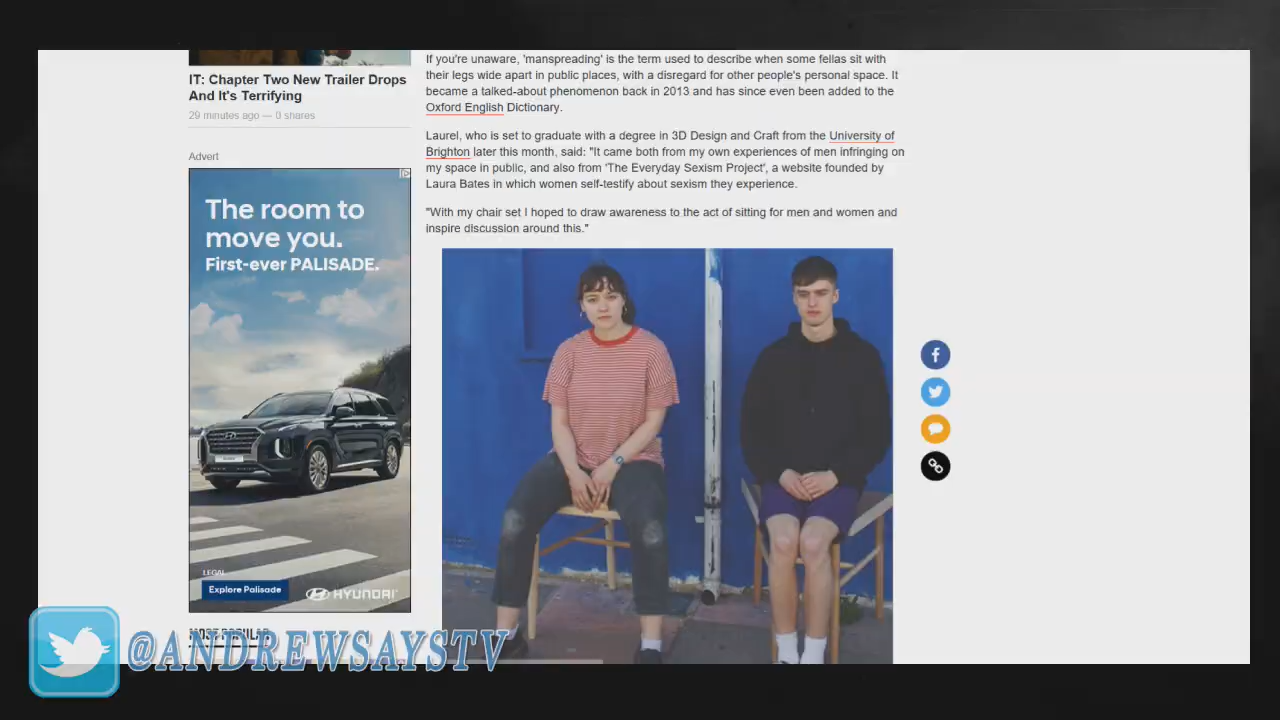 If you're unaware, 'manspreading' is the term used to describe when some fellas sit with
their legs wide apart in public places, with a disregard for other people's personal space. It
became a talked-about phenomenon back in 2013 and has since even been added to the
Oxford English Dictionary.
Laurel, who is set to graduate with a degree in 3D Design and Craft from the University of
Brighton later this month, said: "It came both from my own experiences of men infringing on
my space in public, and also from 'The Everyday Sexism Project', a website founded by
Laura Bates in which women self-testify about sexism they experience.
"With my chair set I hoped to draw awareness to the act of sitting for men and women and
inspire discussion around this."
IT: Chapter Two New Trailer Drops
And It's Terrifying
29 minutes ago — 0 shares
Advert
The room to
move you.
First-ever PALISADE.
LEGAL
Explore Palisade
HYUNDAI
MOST POPULAR
@ANDREWSAYSTV